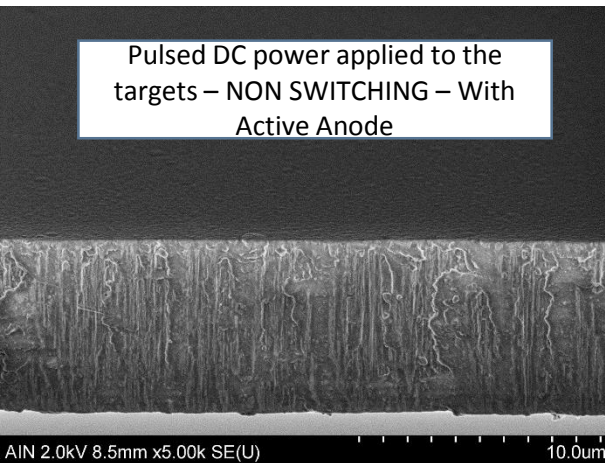 Pulsed DC power applied to the
targets – NON SWITCHING – With
Active Anode
AlN 2.0kV 8.5mm x5.00k SE(U)
10.0um